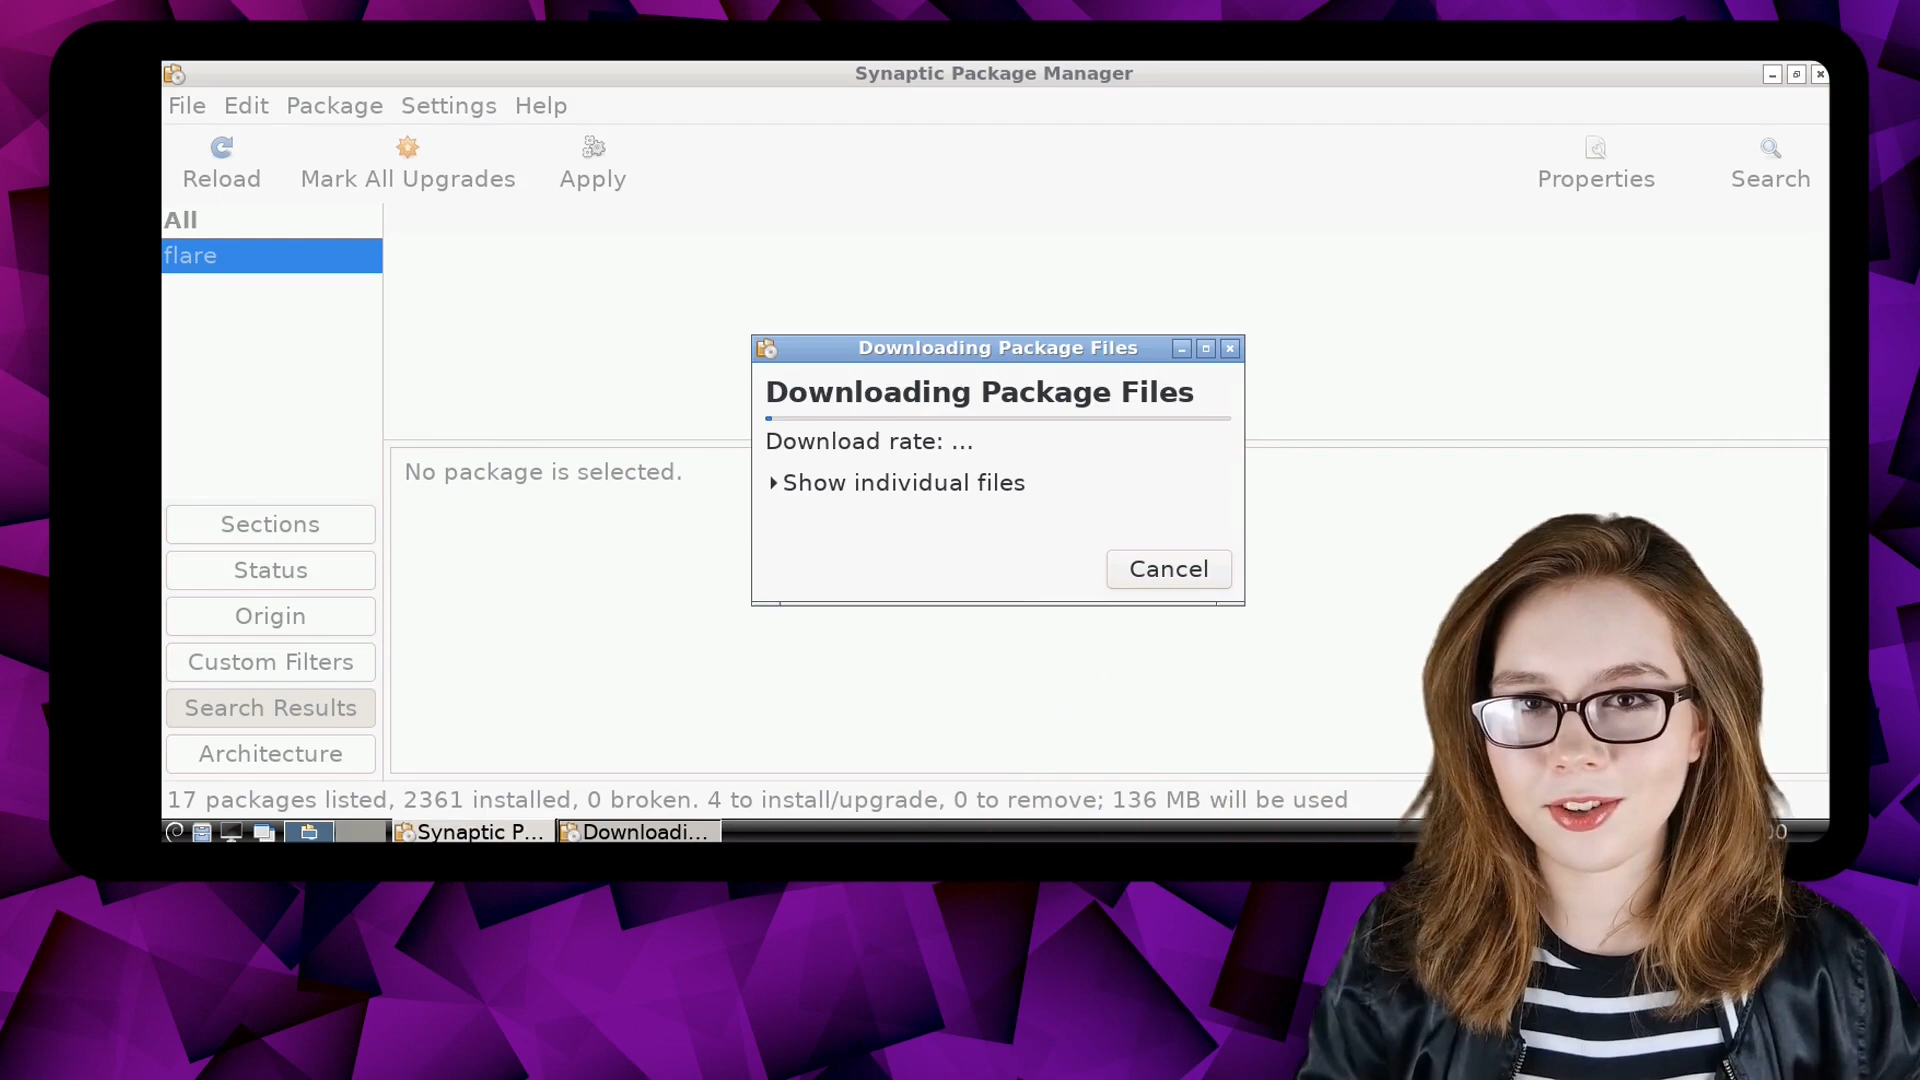 Synaptic Package Manager
File Edit Package Settings Help
Reload Mark All Upgrades Apply Properties Search
All
flare
Downloading Package Files
Downloading Package Files
Download rate: ...
Show individual files
Cancel
No package is selected.
Sections
Status
Origin
Custom Filters
Search Results
Architecture
17 packages listed, 2361 installed, 0 broken. 4 to install/upgrade, 0 to remove; 136 MB will be used
Synaptic P... Downloadi...